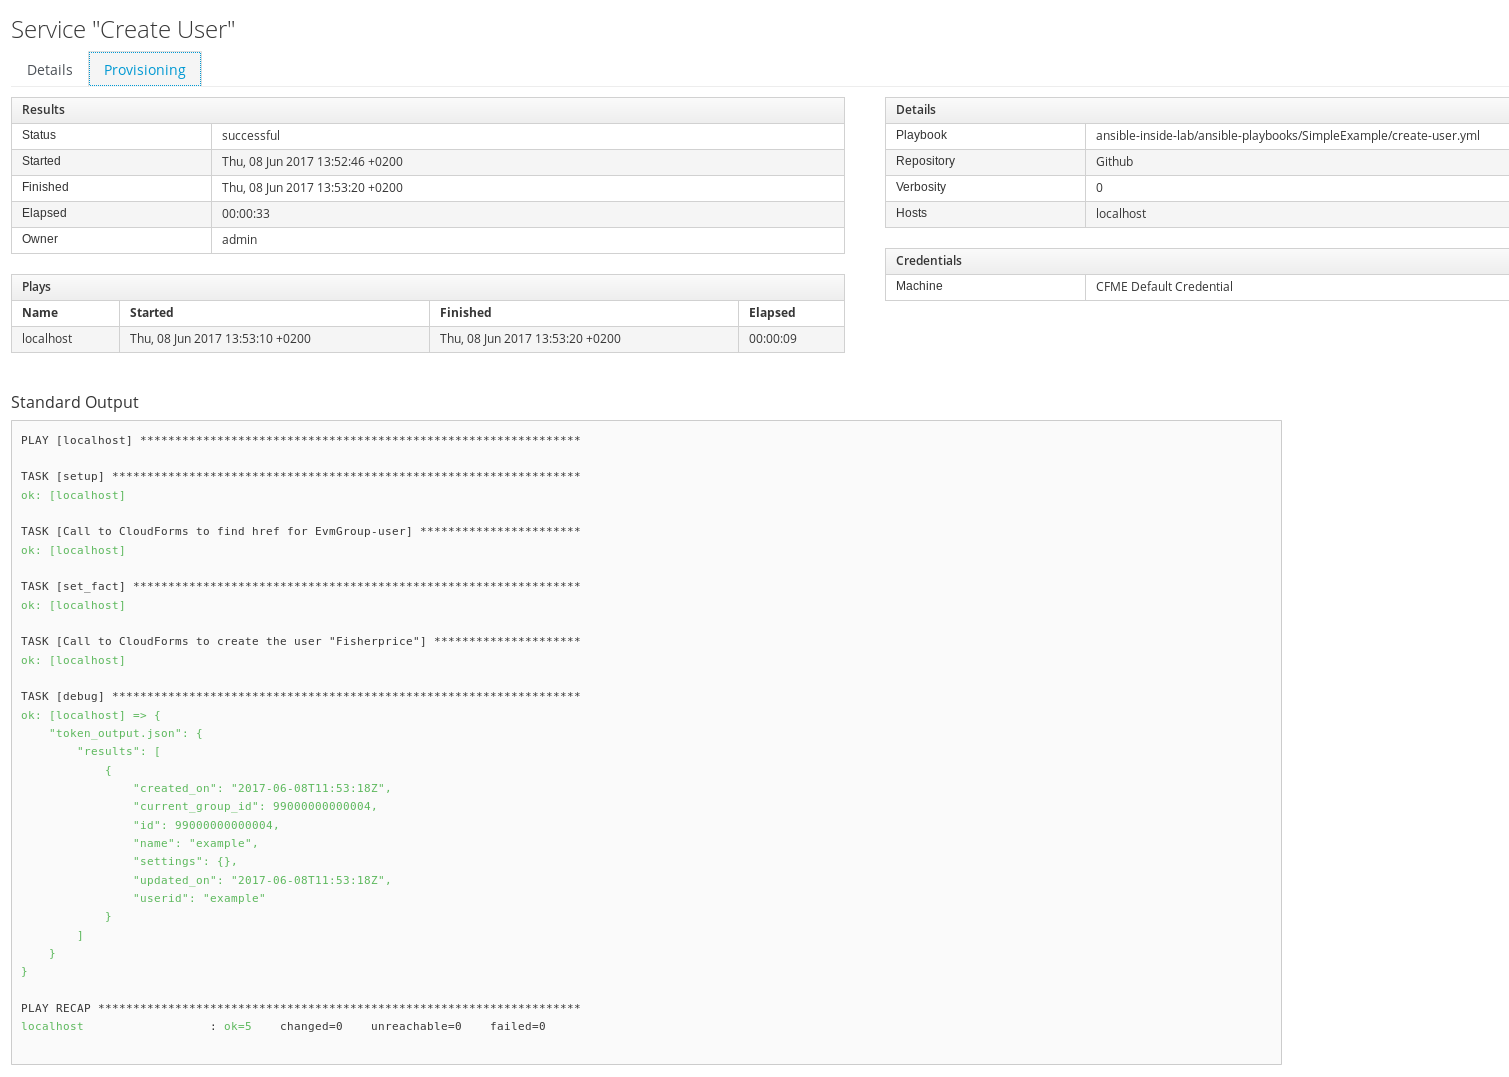 Service "Create User"
Details Provisioning
Results
Status successful
Started Thu, 08 Jun 2017 13:52:46 +0200
Finished Thu, 08 Jun 2017 13:53:20 +0200
Elapsed 00:00:33
Owner admin
Plays
Name Started Finished Elapsed
localhost Thu, 08 Jun 2017 13:53:10 +0200 Thu, 08 Jun 2017 13:53:20 +0200 00:00:09
Details
Playbook ansible-inside-lab/ansible-playbooks/SimpleExample/create-user.yml
Repository Github
Verbosity 0
Hosts localhost
Credentials
Machine CFME Default Credential
Standard Output
PLAY [localhost] ***************************************************************
TASK [setup] *******************************************************************
ok: [localhost]
TASK [Call to CloudForms to find href for EvmGroup-user] ***********************
ok: [localhost]
TASK [set_fact] ****************************************************************
ok: [localhost]
TASK [Call to CloudForms to create the user "Fisherprice"] *********************
ok: [localhost]
TASK [debug] *******************************************************************
ok: [localhost] => {
    "token_output.json": {
        "results": [
            {
                "created_on": "2017-06-08T11:53:18Z",
                "current_group_id": 99000000000004,
                "id": 99000000000004,
                "name": "example",
                "settings": {},
                "updated_on": "2017-06-08T11:53:18Z",
                "userid": "example"
            }
        ]
    }
}
PLAY RECAP *********************************************************************
localhost                  : ok=5    changed=0    unreachable=0    failed=0